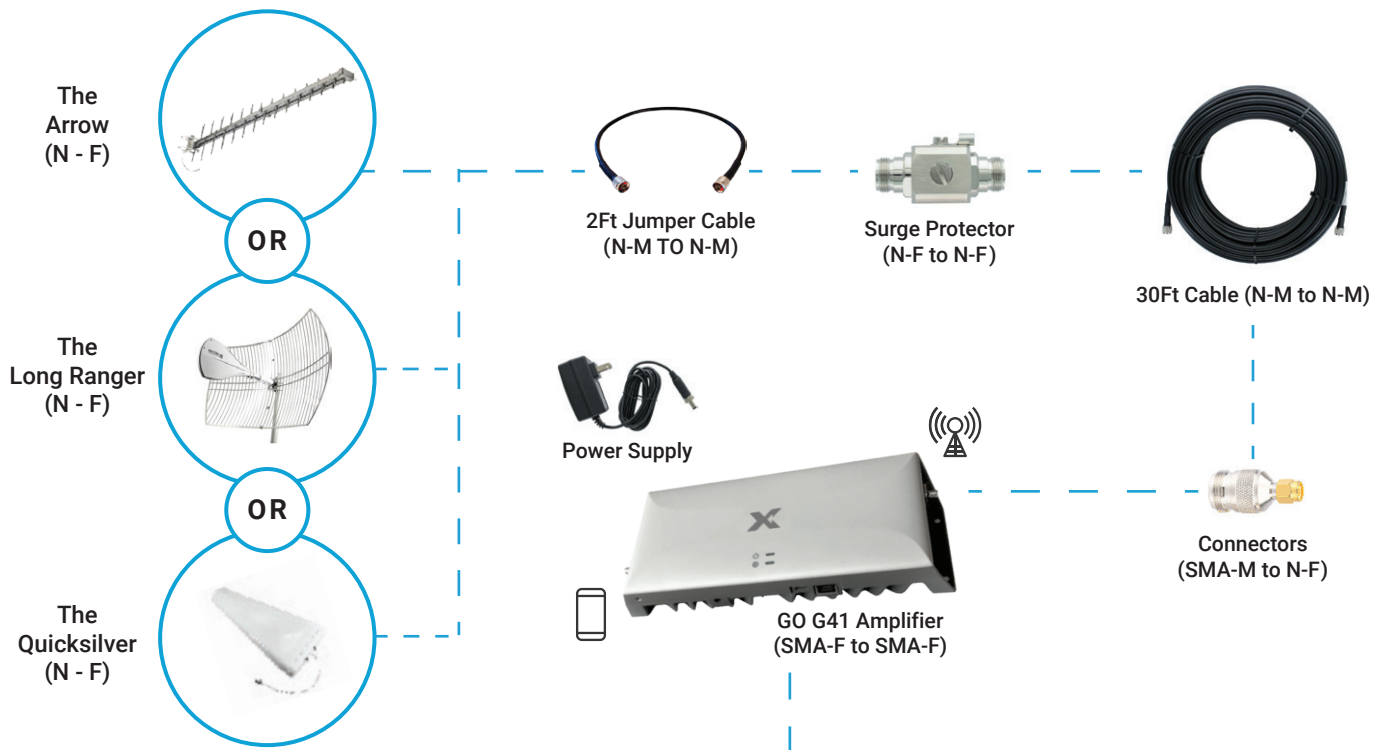 The
Arrow
(N - F)
OR
The
Long Ranger
(N - F)
OR
The
Quicksilver
(N - F)
2Ft Jumper Cable
(N-M TO N-M)
Surge Protector
(N-F to N-F)
30Ft Cable (N-M to N-M)
Power Supply
Connectors
(SMA-M to N-F)
GO G41 Amplifier
(SMA-F to SMA-F)